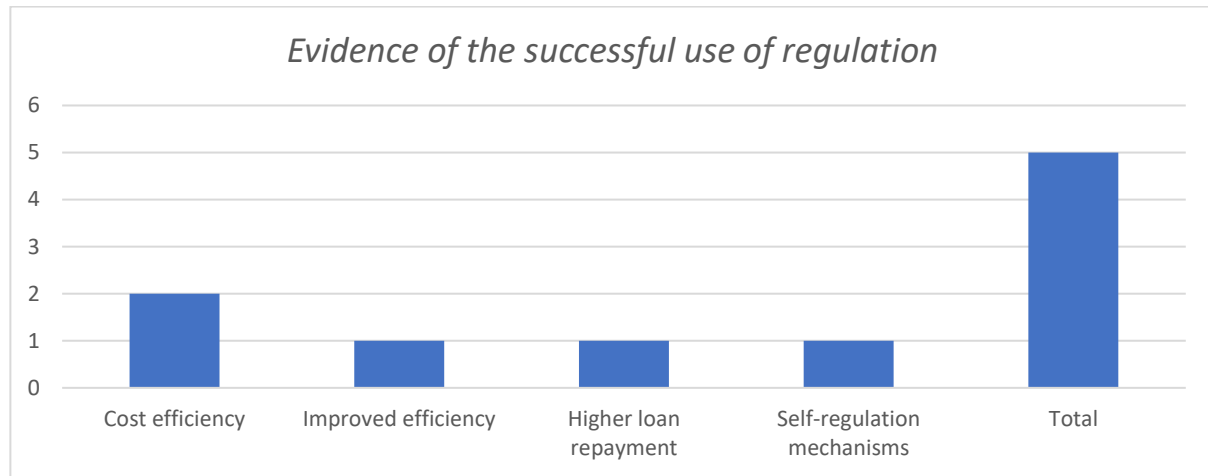 Evidence of the successful use of regulation
6
5
4
3
2
1
0
Cost efficiency
Improved efficiency
Higher loan
repayment
Self-regulation
mechanisms
Total